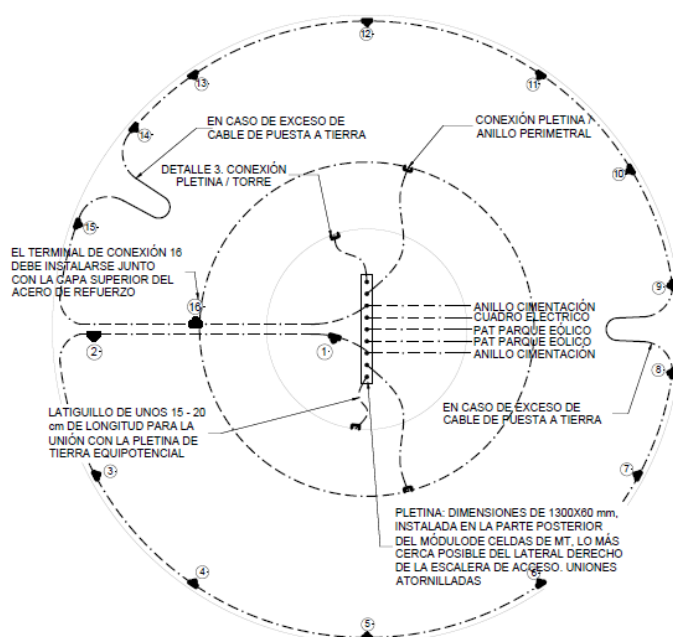 12
13
11
14
EN CASO DE EXCESO DE
CABLE DE PUESTA A TIERRA
CONEXIÓN PLETINA /
ANILLO PERIMETRAL
DETALLE 3. CONEXIÓN
PLETINA / TORRE
10
15
EL TERMINAL DE CONEXIÓN 16
DEBE INSTALARSE JUNTO
CON LA CAPA SUPERIOR DEL
ACERO DE REFUERZO
9
16
ANILLO CIMENTACIÓN
CUADRO ELECTRICO
PAT PARQUE EÓLICO
PAT PARQUE EOLICO
ANILLO CIMENTACIÓN
2
1
8
LATIGUILLO DE UNOS 15 - 20
cm DE LONGITUD PARA LA
UNIÓN CON LA PLETINA DE
TIERRA EQUIPOTENCIAL
EN CASO DE EXCESO DE
CABLE DE PUESTA A TIERRA
3
7
PLETINA: DIMENSIONES DE 1300X60 mm,
INSTALADA EN LA PARTE POSTERIOR
DEL MÓDULODE CELDAS DE MT, LO MÁS
CERCA POSIBLE DEL LATERAL DERECHO
DE LA ESCALERA DE ACCESO. UNIONES
ATORNILLADAS
4
6
5